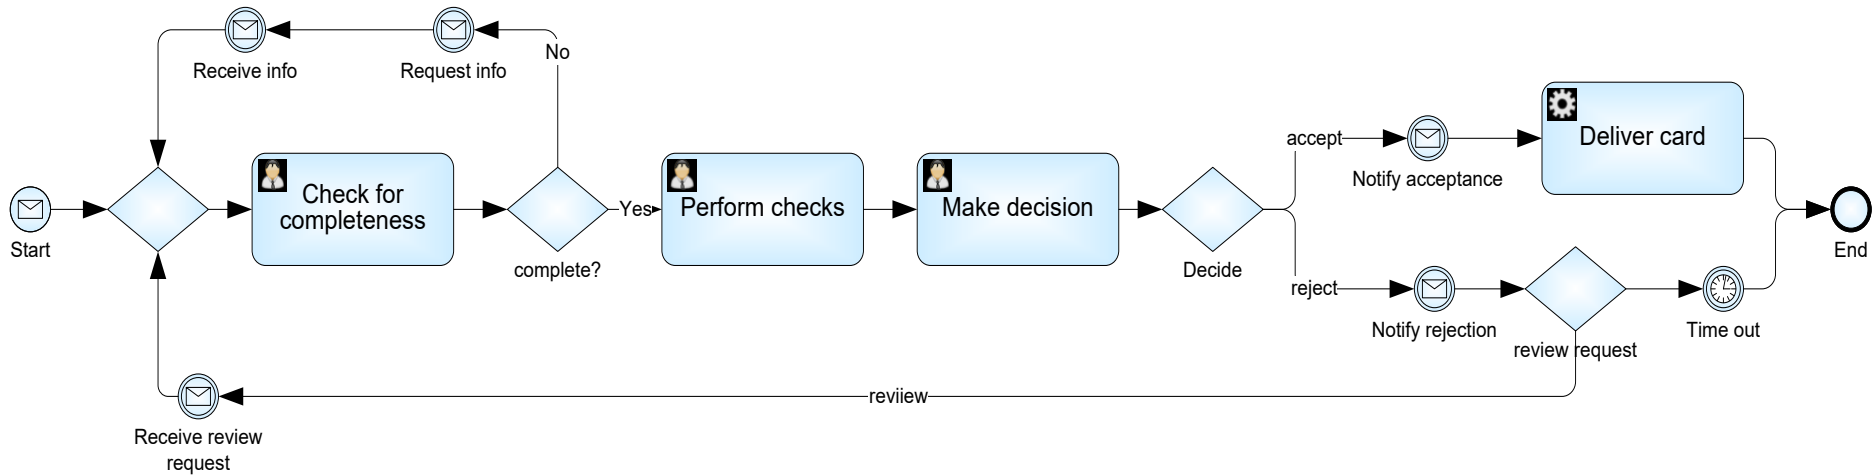 Receive info
Request info
No
Start
Check for
completeness
complete?
Yes
Perform checks
Make decision
Decide
accept
Notify acceptance
Deliver card
reject
Notify rejection
review request
Time out
End
reviiew
Receive review
request